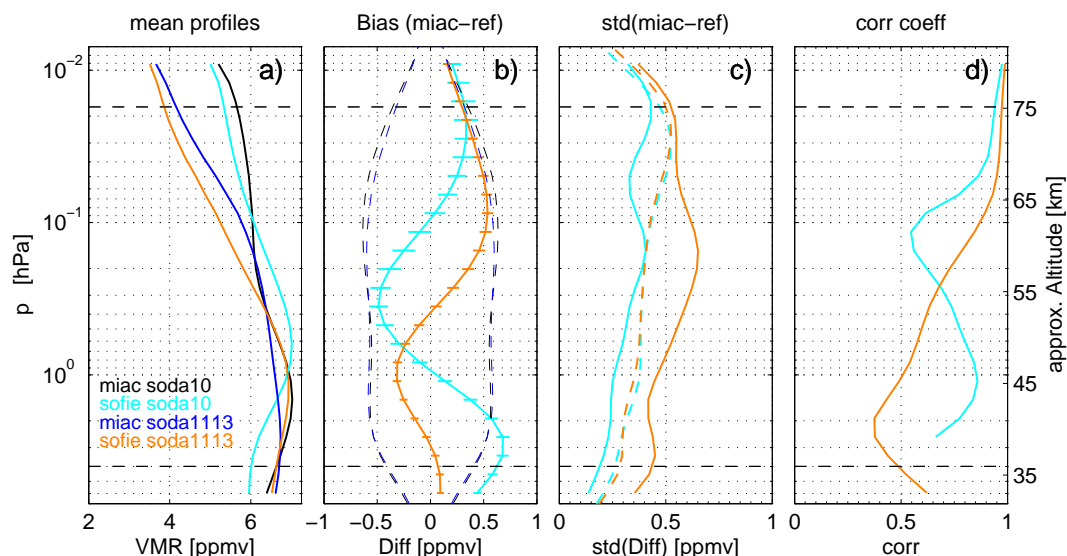 mean profiles
Bias (miac−ref)
std(miac−ref)
corr coeff
a)
b)
c)
d)
10−2
10−1
100
p [hPa]
miac soda10
sofie soda10
miac soda1113
sofie soda1113
75
65
55
45
35
approx. Altitude [km]
2 4 6
−1 −0.5 0 0.5 1
0 0.5 1
0 0.5 1
VMR [ppmv]
Diff [ppmv]
std(Diff) [ppmv]
corr